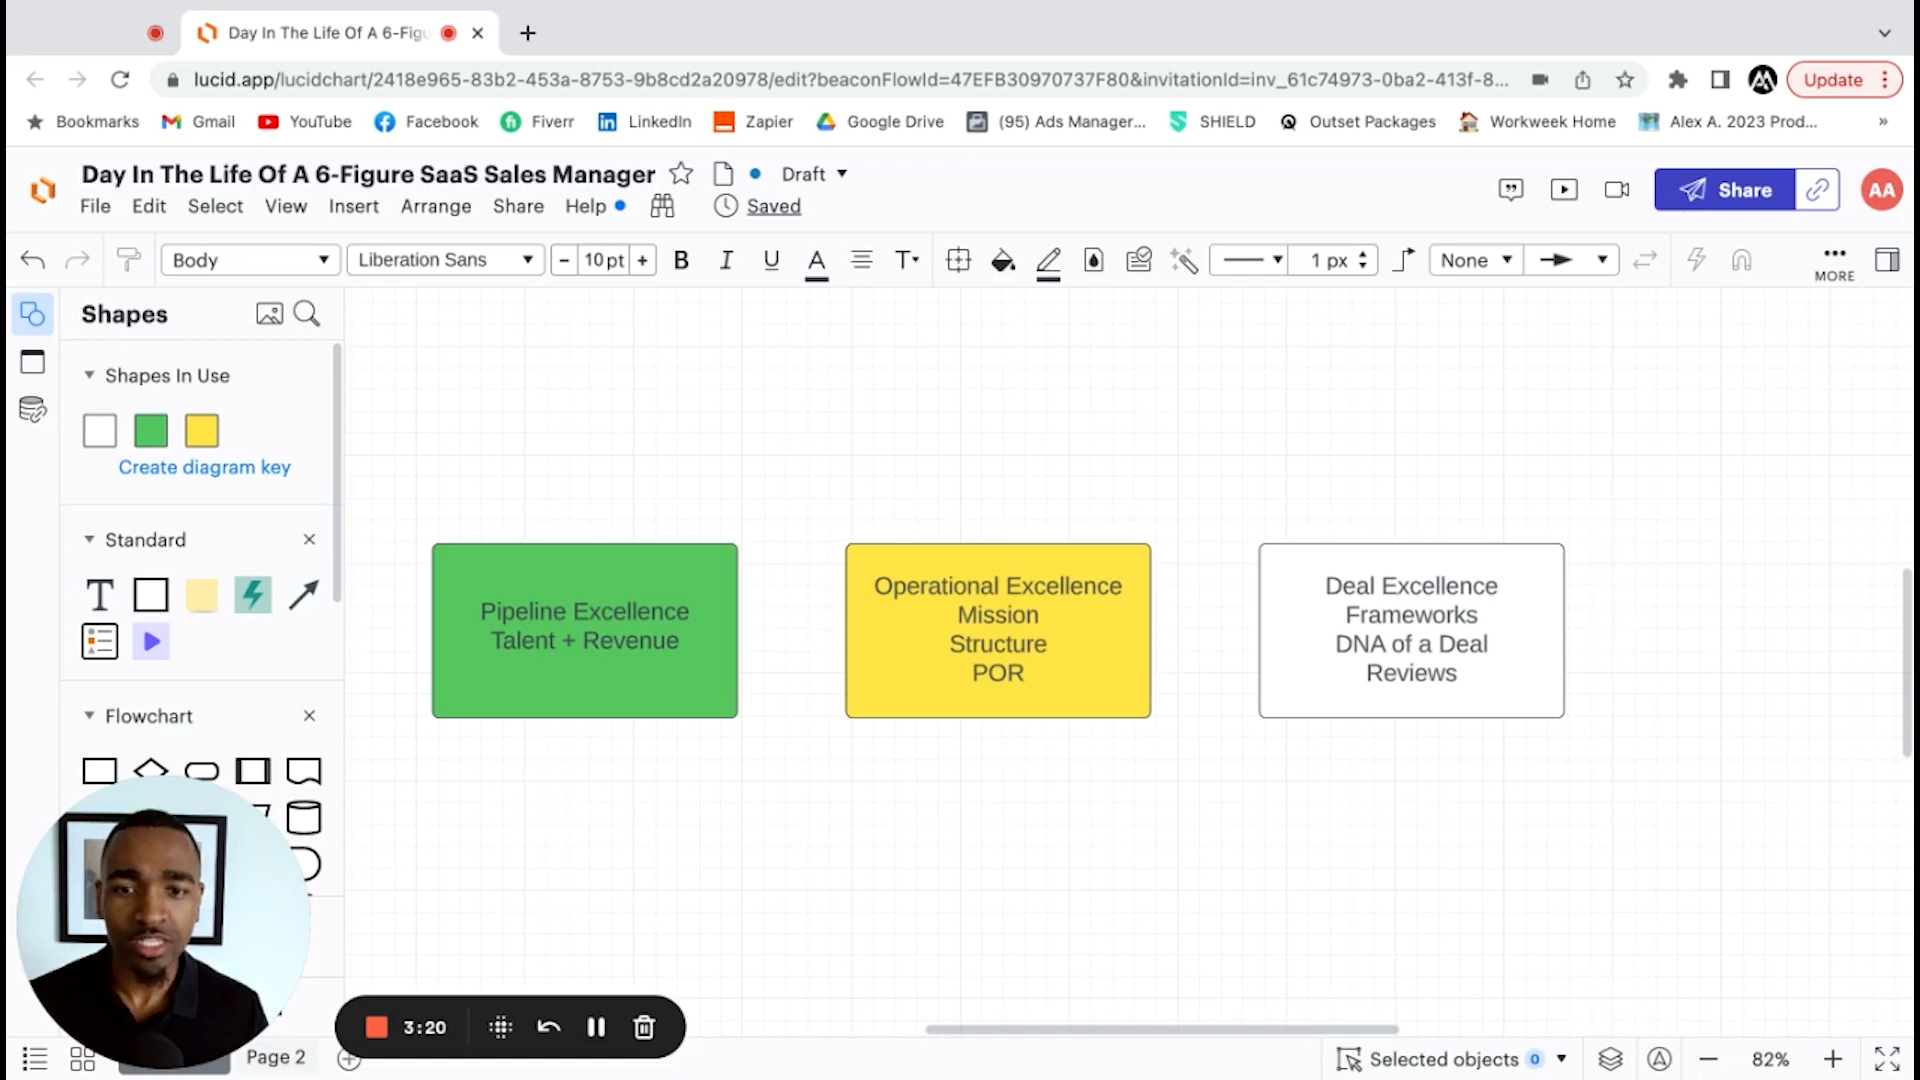 Day In The Life Of A 6-Figu
lucid.app/lucidchart/2418e965-83b2-453a-8753-9b8cd2a20978/edit?beaconFlowId=47EFB30970737F80&invitationId=inv_61c74973-0ba2-413f-8...
Update
Bookmarks Gmail YouTube Facebook Fiverr LinkedIn Zapier Google Drive (95) Ads Manager... SHIELD Outset Packages Workweek Home Alex A. 2023 Prod... »
Day In The Life Of A 6-Figure SaaS Sales Manager Draft
File Edit Select View Insert Arrange Share Help Saved
Share
AA
Body Liberation Sans − 10 pt + B I U A T 1 px None MORE
Shapes
Shapes In Use
Create diagram key
Standard
T
Flowchart
Pipeline Excellence
Talent + Revenue
Operational Excellence
Mission
Structure
POR
Deal Excellence
Frameworks
DNA of a Deal
Reviews
3:20
Page 2
Selected objects 0
82%